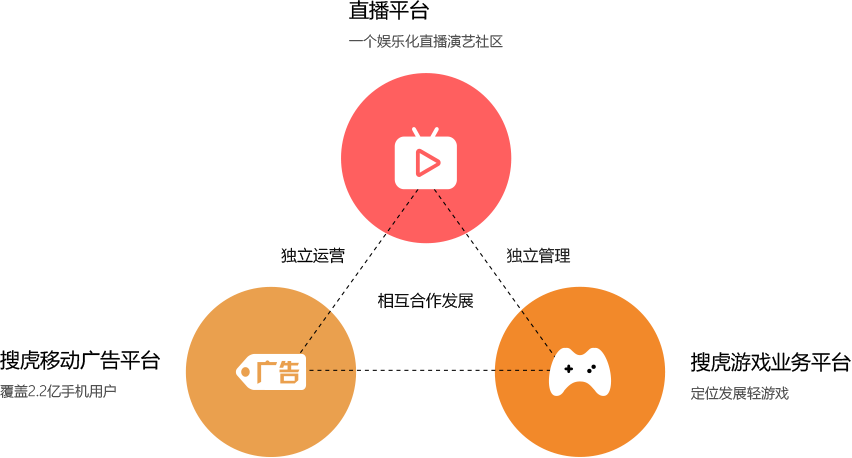 直播平台
一个娱乐化直播演艺社区
独立运营
独立管理
相互合作发展
搜虎移动广告平台
覆盖2.2亿手机用户
广告
搜虎游戏业务平台
定位发展轻游戏